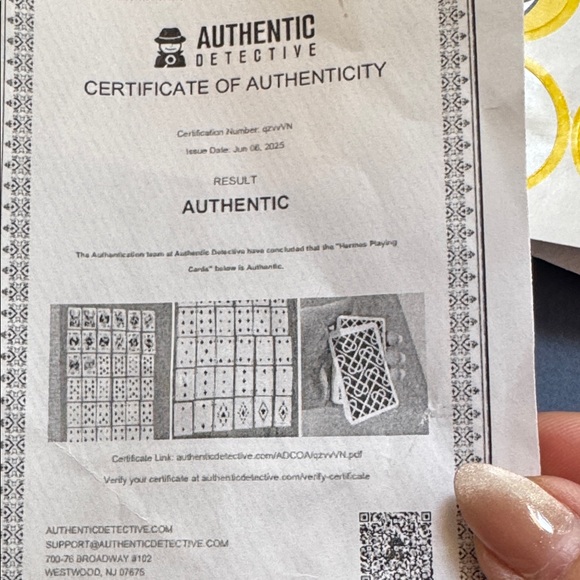 AUTHENTIC
DETECTIVE
CERTIFICATE OF AUTHENTICITY
Certification Number: qzvvVN
Issue Date: Jun 06, 2025
RESULT
AUTHENTIC
The Authentication team at Authentic Detective have concluded that the "Hermes Playing
Cards" below is Authentic.
Certificate Link: authenticdetective.com/ADCOA/qzvvVN.pdf
Verify your certificate at authenticdetective.com/verify-certificate
AUTHENTICDETECTIVE.COM
SUPPORT@AUTHENTICDETECTIVE.COM
700-76 BROADWAY #102
WESTWOOD, NJ 07675